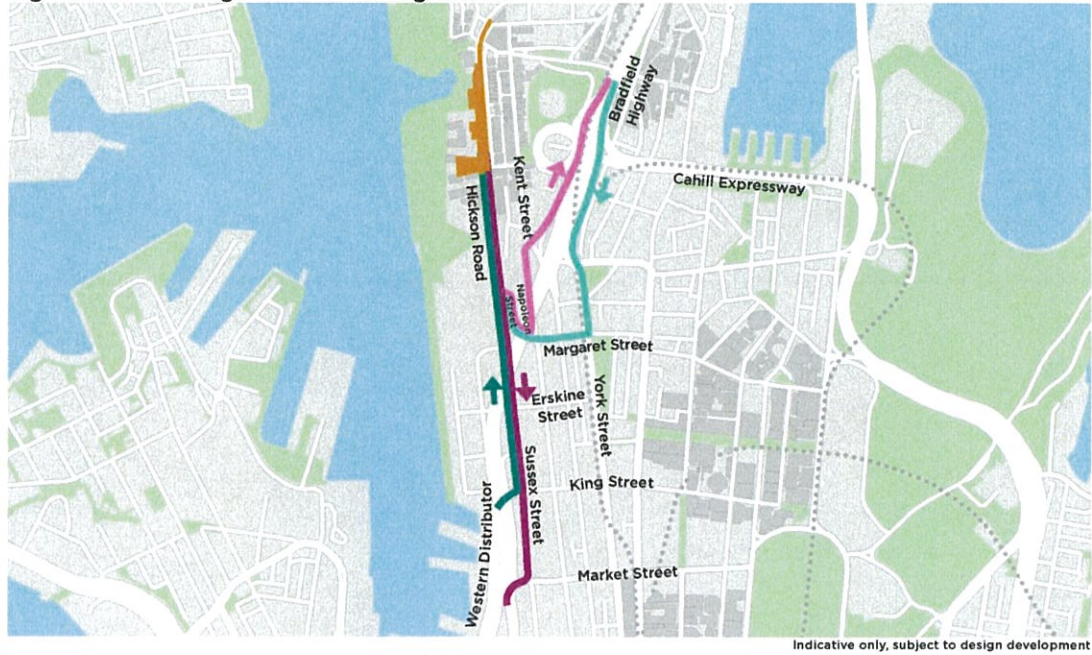 Bradfield
Highway
Kent Street
Cahill Expressway
Hickson Road
Napoleon
Street
Margaret Street
Erskine
Street
York Street
Sussex Street
King Street
Western Distributor
Market Street
Indicative only, subject to design development